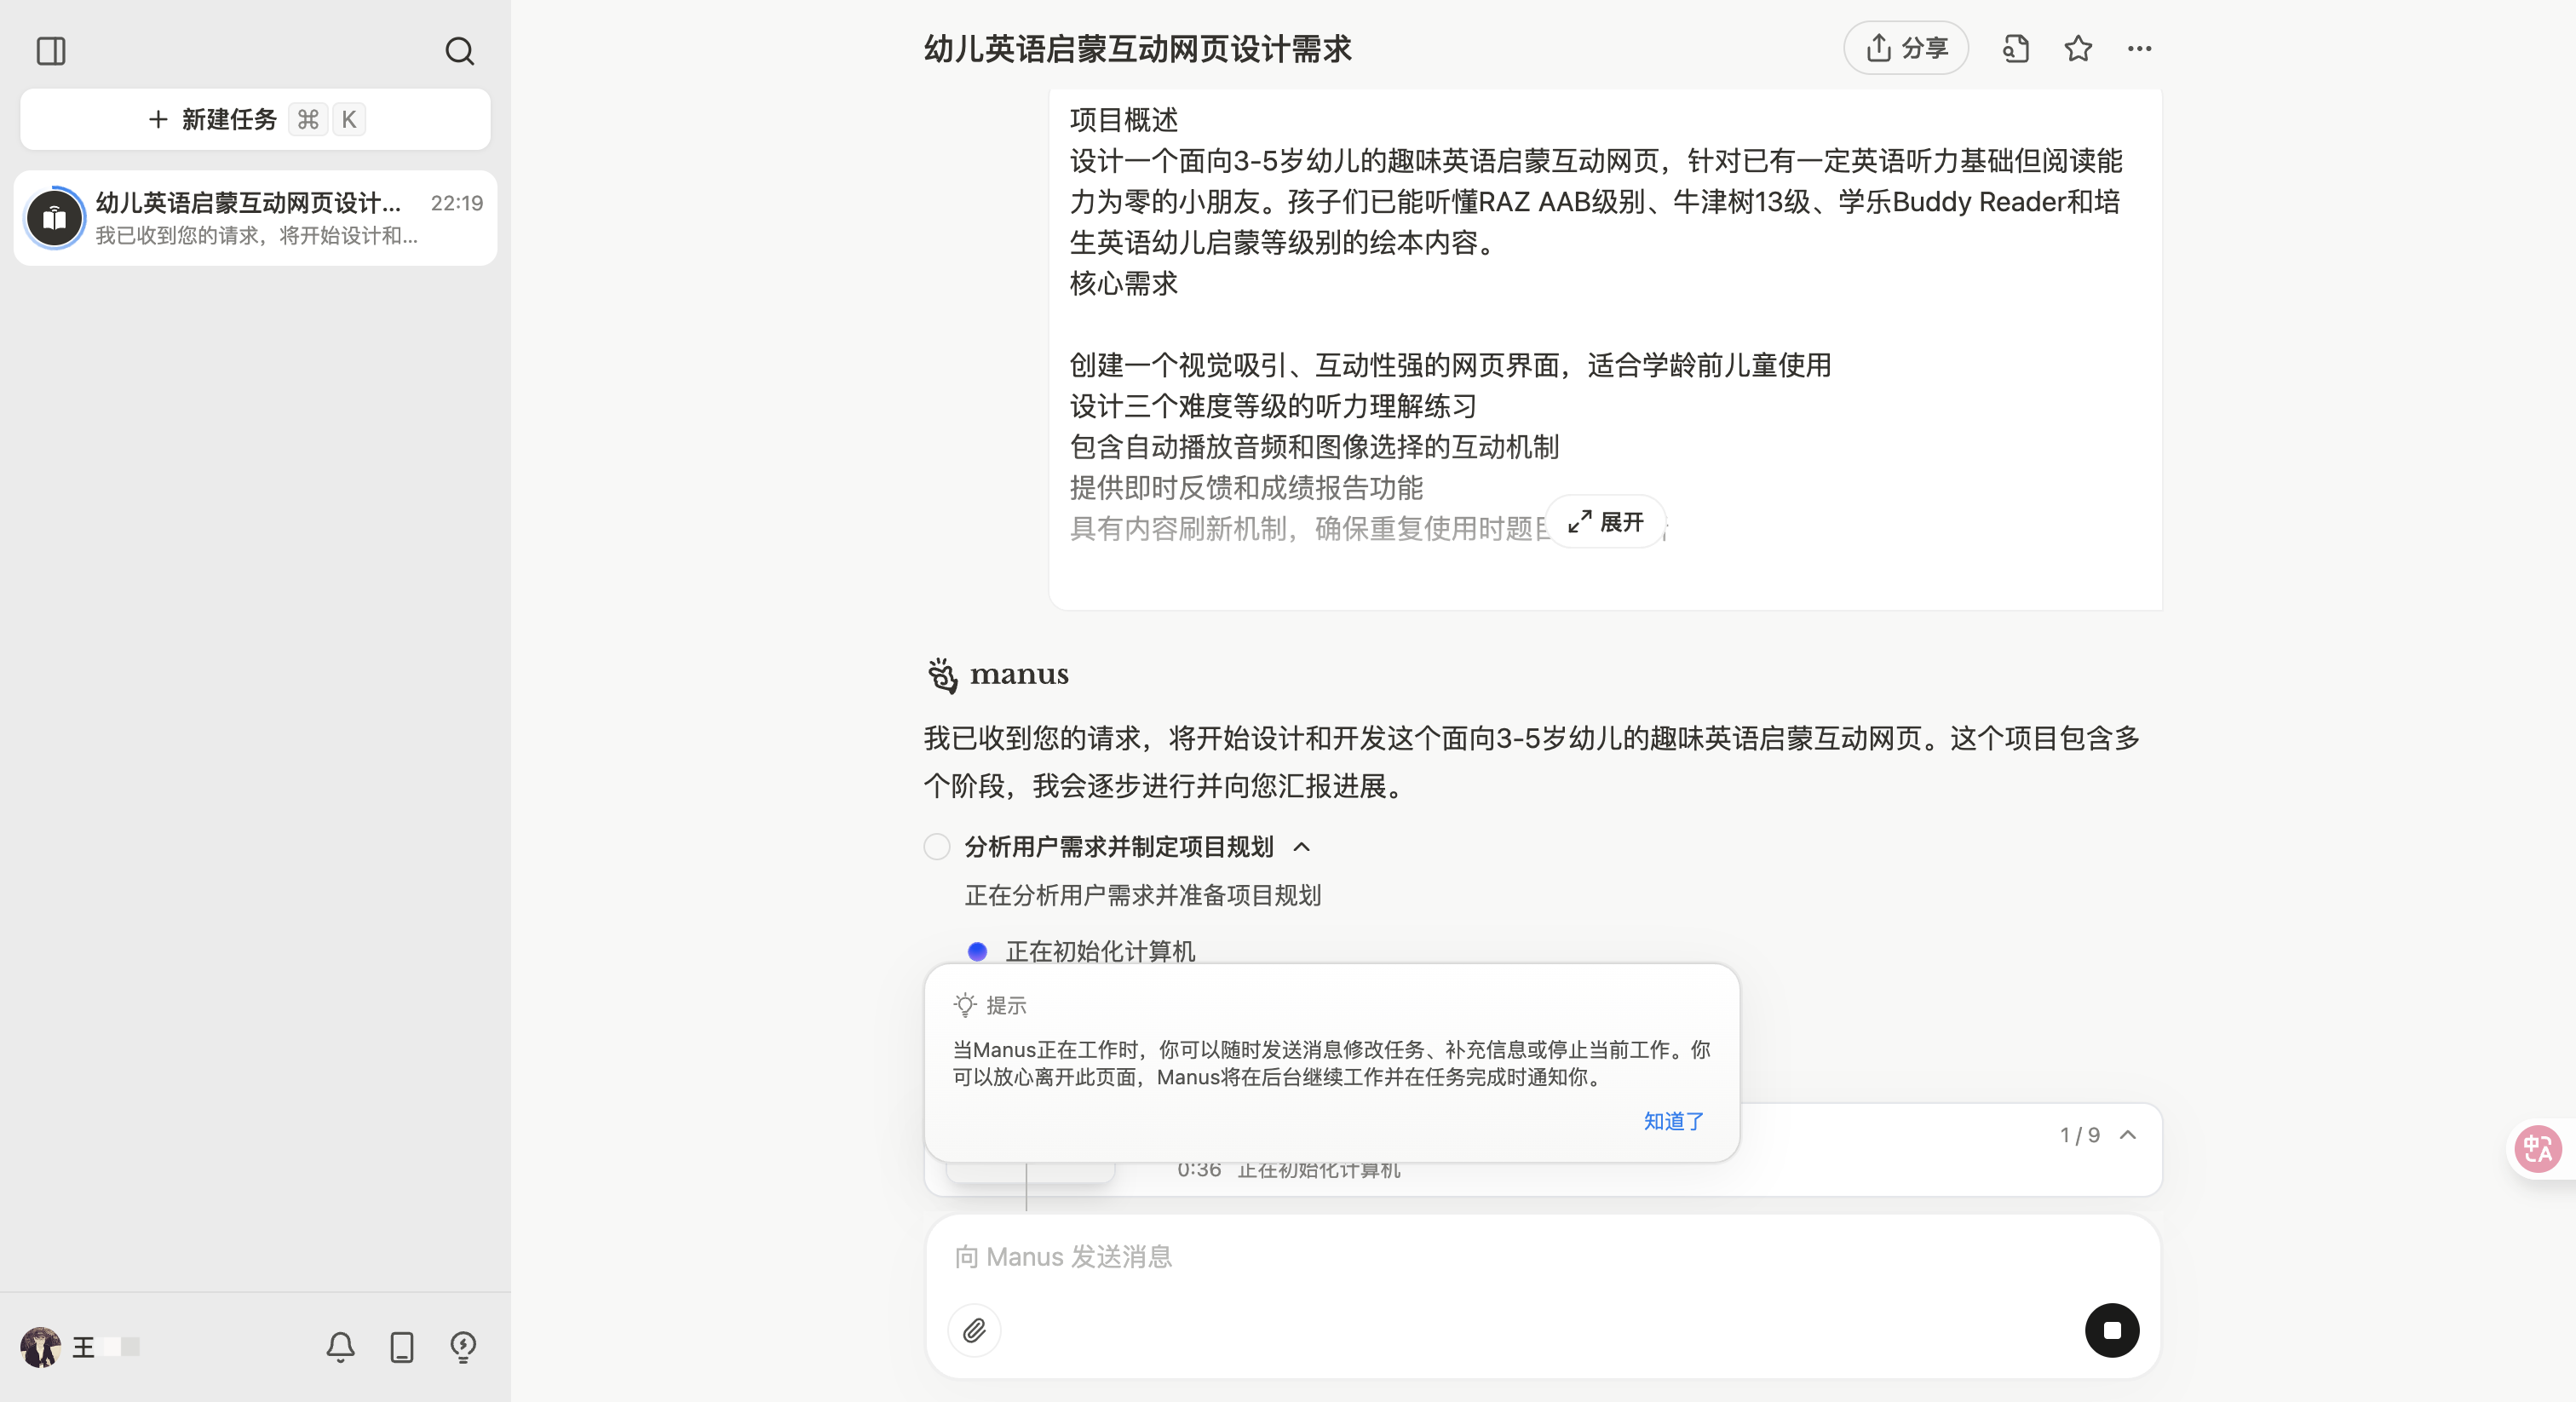 新建任务 ⌘ K
幼儿英语启蒙互动网页设计... 22:19
我已收到您的请求，将开始设计和...
王
幼儿英语启蒙互动网页设计需求
分享
项目概述
设计一个面向3-5岁幼儿的趣味英语启蒙互动网页，针对已有一定英语听力基础但阅读能
力为零的小朋友。孩子们已能听懂RAZ AAB级别、牛津树13级、学乐Buddy Reader和培
生英语幼儿启蒙等级别的绘本内容。
核心需求
创建一个视觉吸引、互动性强的网页界面，适合学龄前儿童使用
设计三个难度等级的听力理解练习
包含自动播放音频和图像选择的互动机制
提供即时反馈和成绩报告功能
具有内容刷新机制，确保重复使用时题
展开
manus
我已收到您的请求，将开始设计和开发这个面向3-5岁幼儿的趣味英语启蒙互动网页。这个项目包含多
个阶段，我会逐步进行并向您汇报进展。
分析用户需求并制定项目规划
正在分析用户需求并准备项目规划
正在初始化计算机
提示
当Manus正在工作时，你可以随时发送消息修改任务、补充信息或停止当前工作。你
可以放心离开此页面，Manus将在后台继续工作并在任务完成时通知你。
知道了
1 / 9
0:36 正在初始化计算机
向 Manus 发送消息
中A